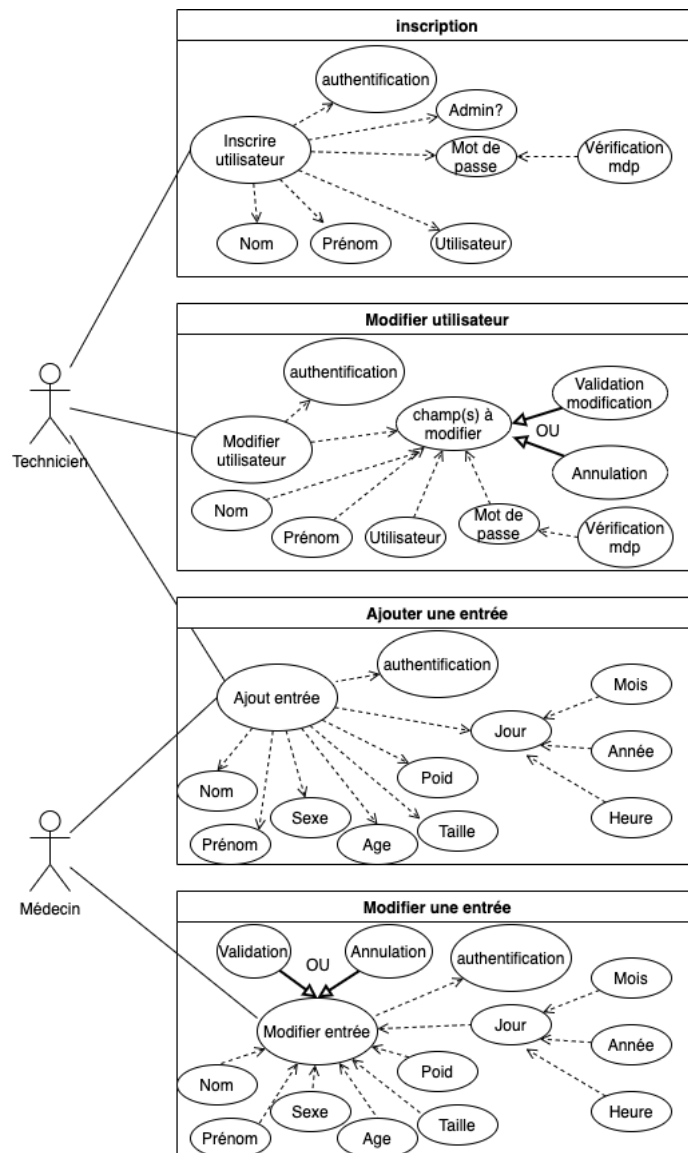 inscription
authentification
Admin?
Inscrire
utilisateur
Mot de
passe
Vérification
mdp
Nom
Prénom
Utilisateur
Modifier utilisateur
authentification
Validation
modification
champ(s) à
modifier
OU
Modifier
utilisateur
Annulation
Technicien
Nom
Mot de
passe
Prénom
Utilisateur
Vérification
mdp
Ajouter une entrée
authentification
Mois
Ajout entrée
Jour
Année
Poid
Nom
Sexe
Taille
Heure
Prénom
Age
Médecin
Modifier une entrée
Validation
OU
Annulation
authentification
Mois
Modifier entrée
Jour
Année
Poid
Nom
Sexe
Taille
Heure
Prénom
Age